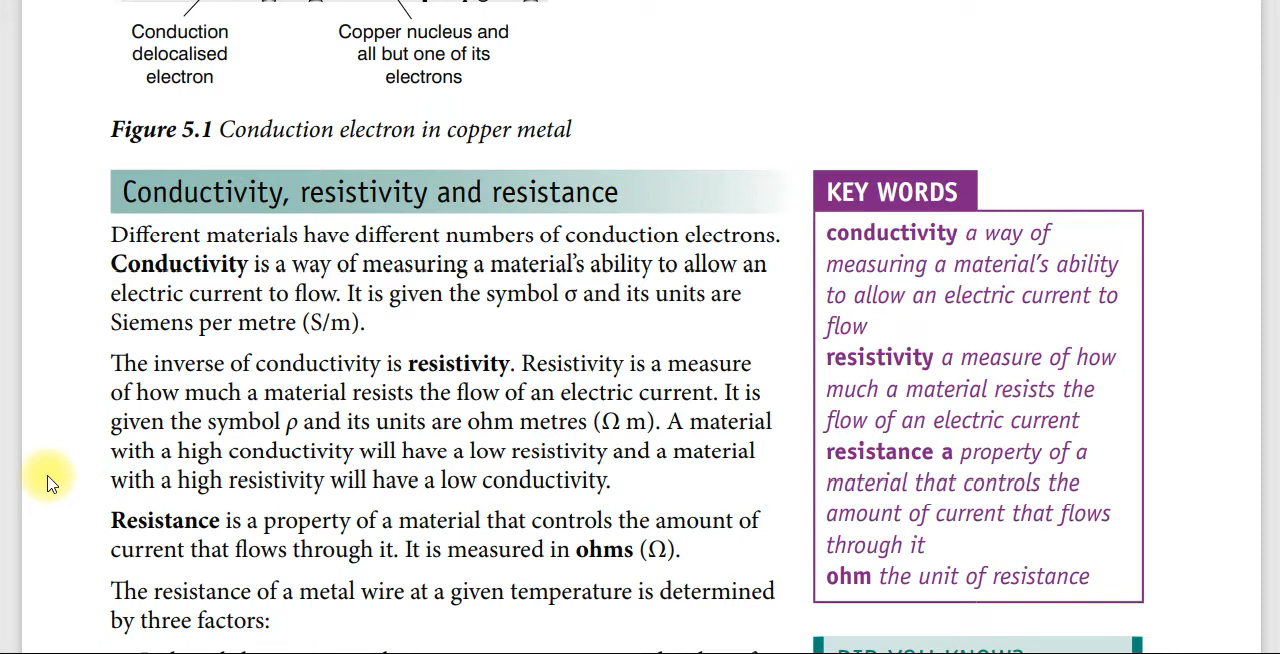 Conduction
delocalised
electron
Copper nucleus and
all but one of its
electrons
Figure 5.1 Conduction electron in copper metal
Conductivity, resistivity and resistance
Different materials have different numbers of conduction electrons.
Conductivity is a way of measuring a material's ability to allow an
electric current to flow. It is given the symbol σ and its units are
Siemens per metre (S/m).
The inverse of conductivity is resistivity. Resistivity is a measure
of how much a material resists the flow of an electric current. It is
given the symbol ρ and its units are ohm metres (Ω m). A material
with a high conductivity will have a low resistivity and a material
with a high resistivity will have a low conductivity.
Resistance is a property of a material that controls the amount of
current that flows through it. It is measured in ohms (Ω).
The resistance of a metal wire at a given temperature is determined
by three factors:
KEY WORDS
conductivity a way of
measuring a material's ability
to allow an electric current to
flow
resistivity a measure of how
much a material resists the
flow of an electric current
resistance a property of a
material that controls the
amount of current that flows
through it
ohm the unit of resistance
DID YOU KNOW?